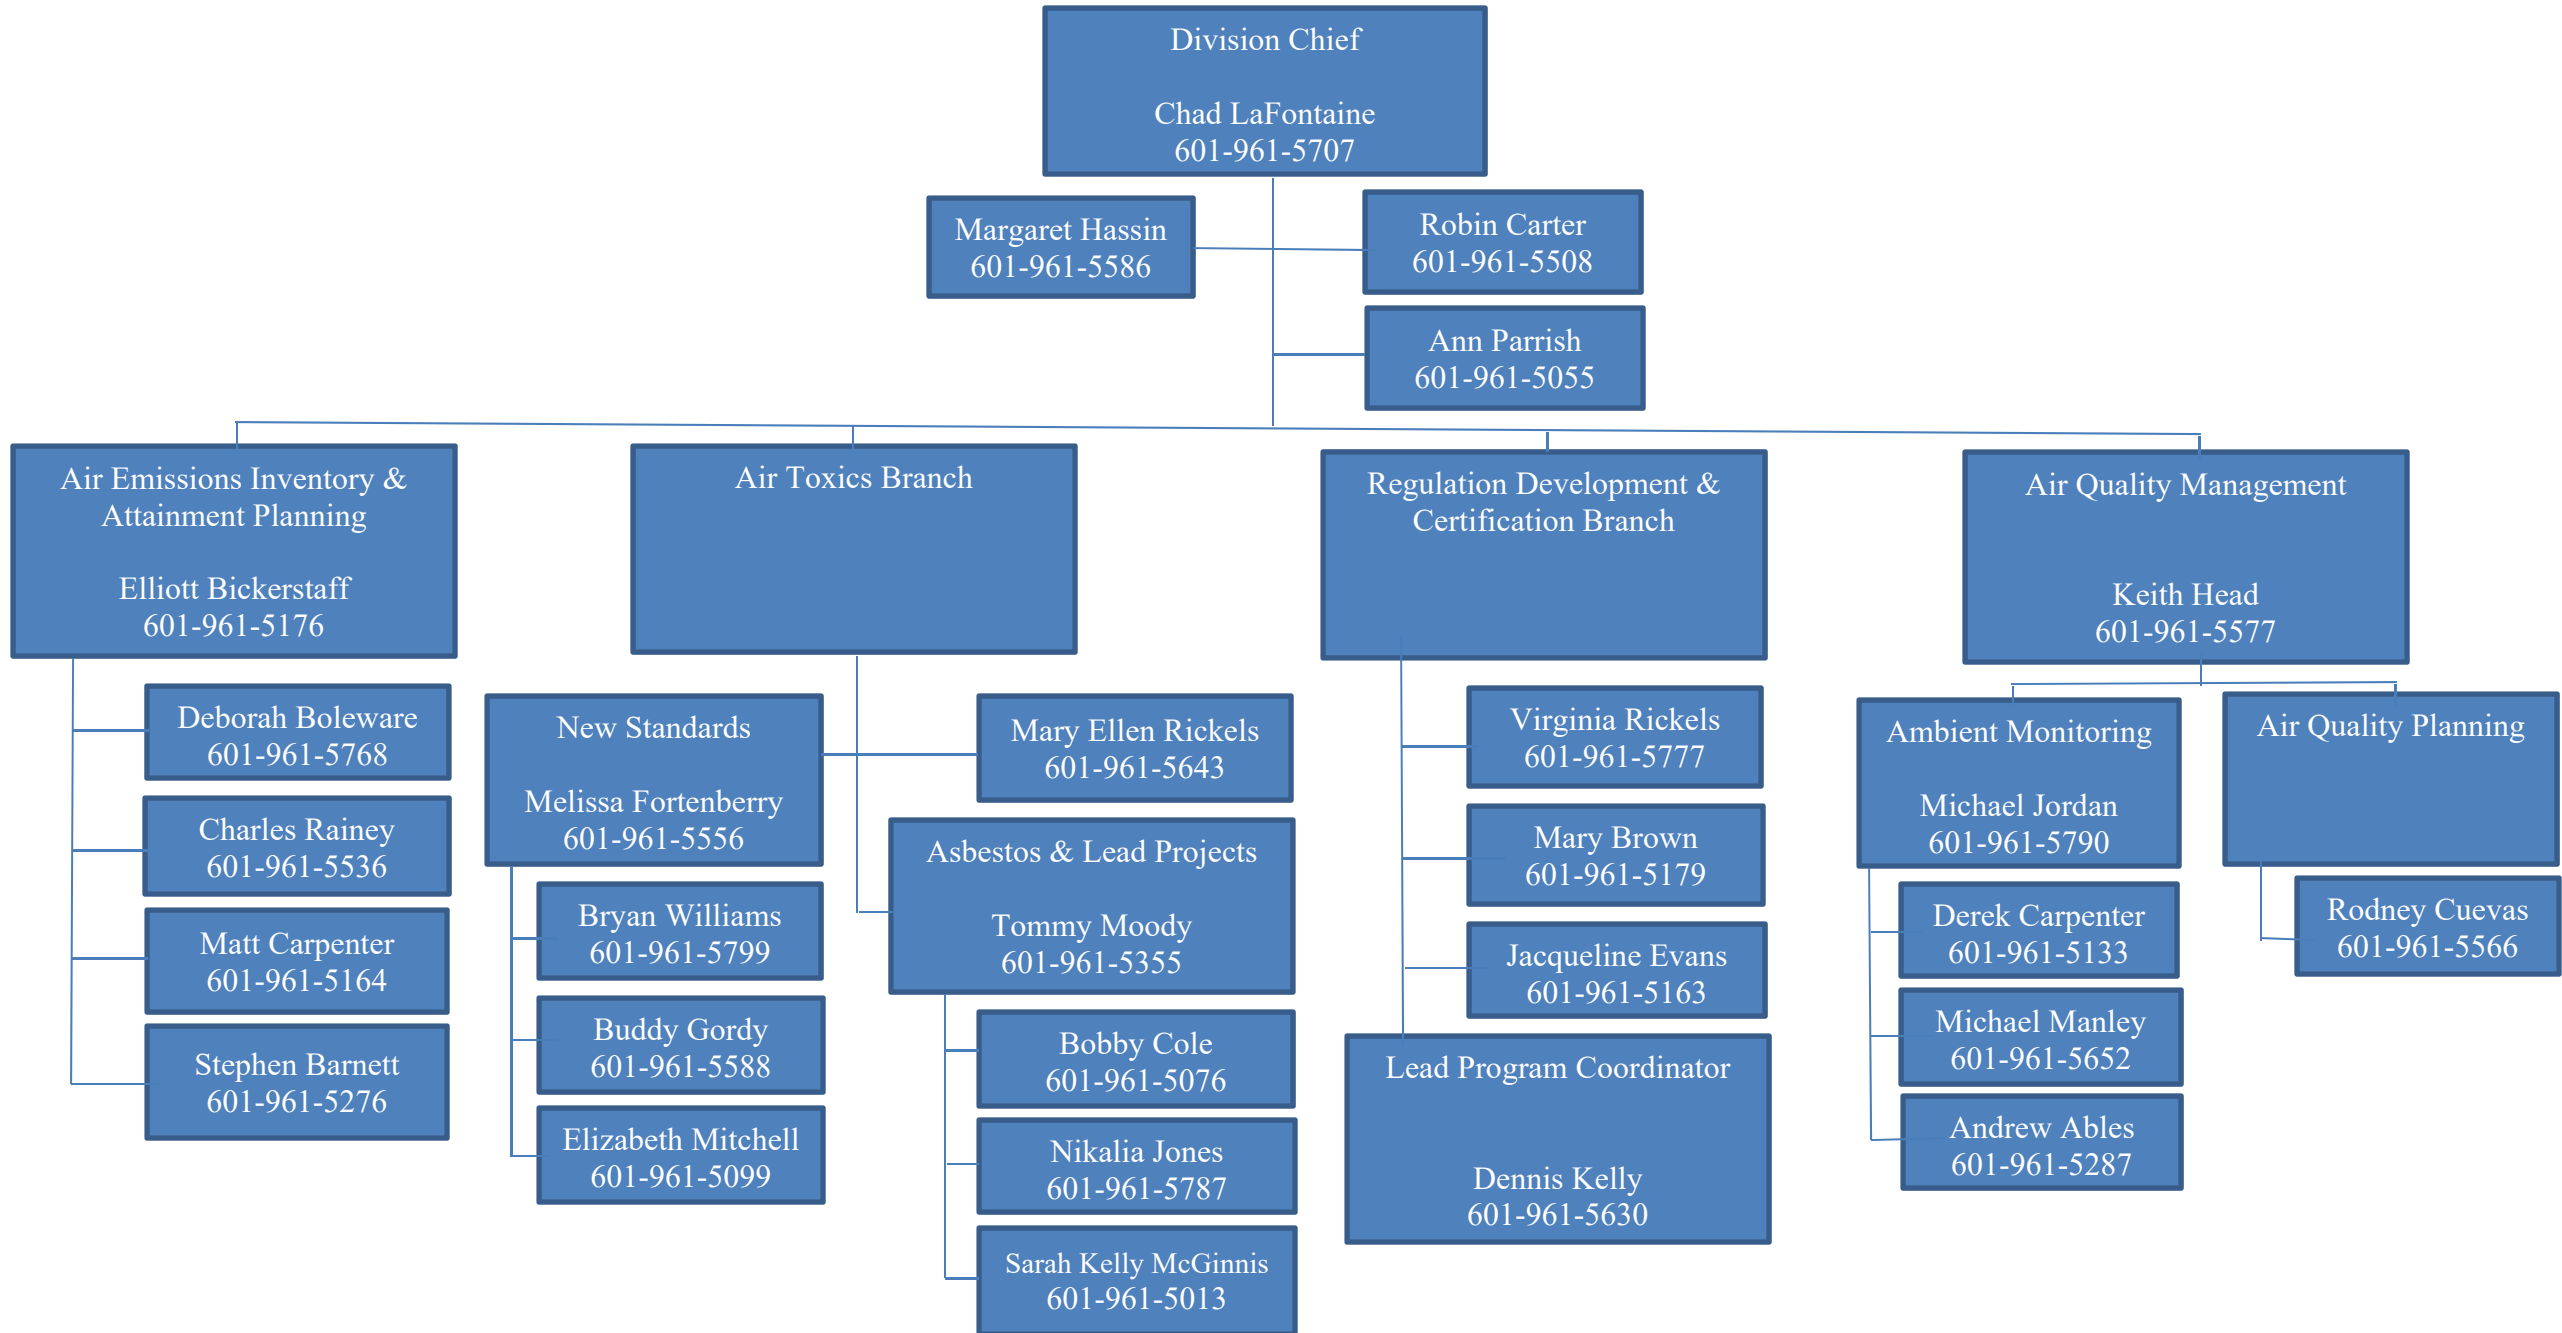 Division Chief
Chad LaFontaine
601-961-5707
Margaret Hassin
601-961-5586
Robin Carter
601-961-5508
Ann Parrish
601-961-5055
Air Emissions Inventory &
Attainment Planning
Elliott Bickerstaff
601-961-5176
Deborah Boleware
601-961-5768
Charles Rainey
601-961-5536
Matt Carpenter
601-961-5164
Stephen Barnett
601-961-5276
Air Toxics Branch
New Standards
Melissa Fortenberry
601-961-5556
Bryan Williams
601-961-5799
Buddy Gordy
601-961-5588
Elizabeth Mitchell
601-961-5099
Mary Ellen Rickels
601-961-5643
Asbestos & Lead Projects
Tommy Moody
601-961-5355
Bobby Cole
601-961-5076
Nikalia Jones
601-961-5787
Sarah Kelly McGinnis
601-961-5013
Regulation Development &
Certification Branch
Virginia Rickels
601-961-5777
Mary Brown
601-961-5179
Jacqueline Evans
601-961-5163
Lead Program Coordinator
Dennis Kelly
601-961-5630
Air Quality Management
Keith Head
601-961-5577
Ambient Monitoring
Michael Jordan
601-961-5790
Derek Carpenter
601-961-5133
Michael Manley
601-961-5652
Andrew Ables
601-961-5287
Air Quality Planning
Rodney Cuevas
601-961-5566